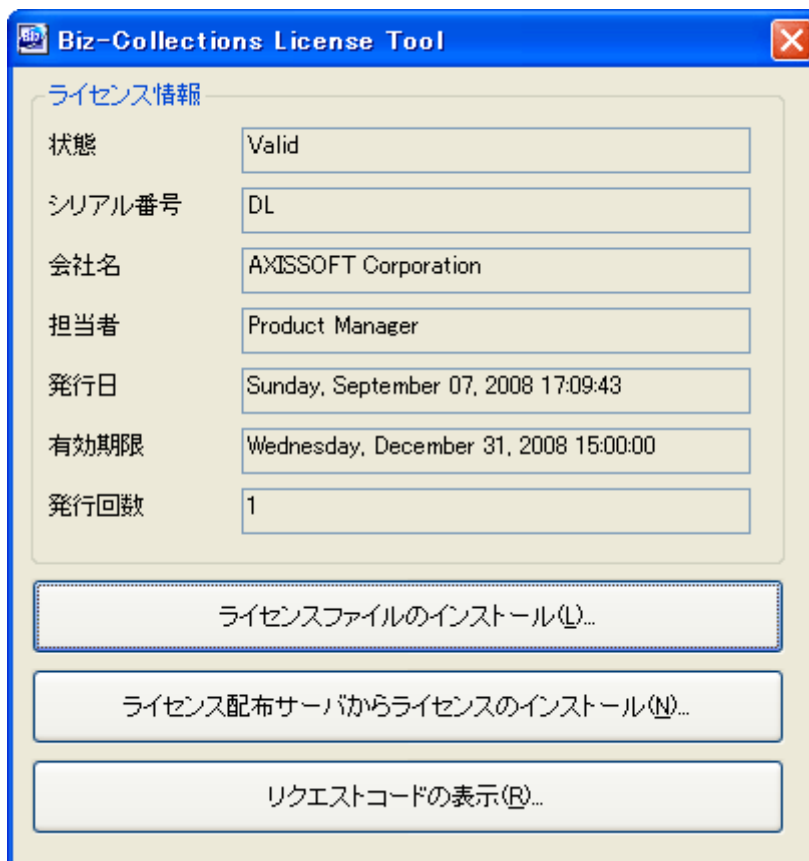 Biz-Collections License Tool
ライセンス情報
状態 Valid
シリアル番号 DL
会社名 AXISSOFT Corporation
担当者 Product Manager
発行日 Sunday, September 07, 2008 17:09:43
有効期限 Wednesday, December 31, 2008 15:00:00
発行回数 1
ライセンスファイルのインストール(L)...
ライセンス配布サーバからライセンスのインストール(N)...
リクエストコードの表示(R)...